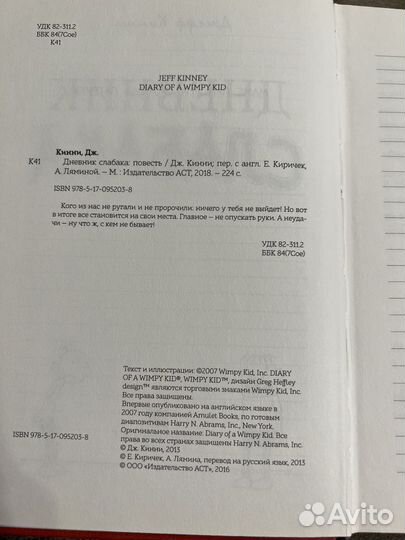 УДК 82-311.2
ББК 84(7Сое)
К41
JEFF KINNEY
DIARY OF A WIMPY KID
Кинни, Дж.
К41 Дневник слабака: повесть / Дж. Кинни; пер. с англ. Е. Киричек,
А. Ляминой. – М. : Издательство АСТ, 2018. – 224 с.
ISBN 978-5-17-095203-8
Кого из нас не ругали и не пророчили: ничего у тебя не выйдет! Но вот
в итоге все становится на свои места. Главное – не опускать руки. А неуда-
чи – ну что ж, с кем не бывает!
УДК 82-311.2
ББК 84(7Сое)
Текст и иллюстрации: ©2007 Wimpy Kid, Inc. DIARY
OF A WIMPY KID®, WIMPY KID™, дизайн Greg Heffley
design™ являются торговыми знаками Wimpy Kid, Inc.
Все права защищены.
Впервые опубликовано на английском языке в
2007 году компанией Amulet Books, по готовым
диапозитивам Harry N. Abrams, Inc., New York.
Оригинальное название: Diary of a Wimpy Kid. Все
права во всех странах защищены Harry N. Abrams, Inc.
© Дж. Кинни, 2013
© Е. Киричек, А. Лямина, перевод на русский язык, 2013
© ООО «Издательство АСТ», 2016
ISBN 978-5-17-095203-8
Avito